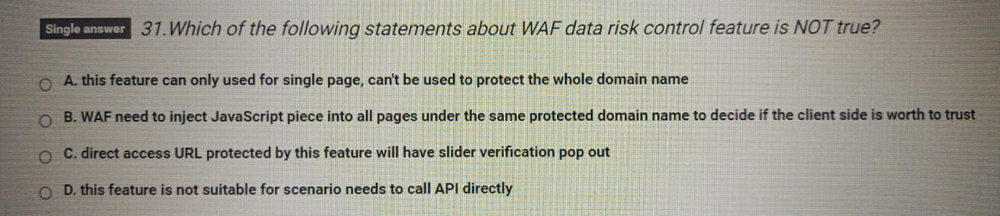 Single answer 31.Which of the following statements about WAF data risk control feature is NOT true?
A. this feature can only used for single page, can't be used to protect the whole domain name
B. WAF need to inject JavaScript piece into all pages under the same protected domain name to decide if the client side is worth to trust
C. direct access URL protected by this feature will have slider verification pop out
D. this feature is not suitable for scenario needs to call API directly